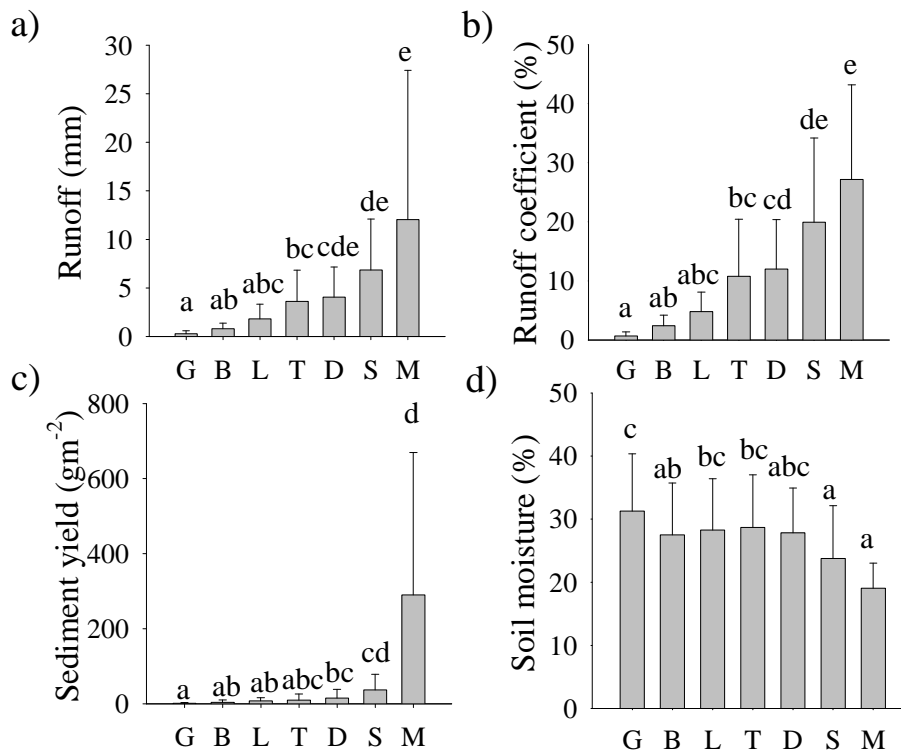 a)
Runoff (mm)
30
25
20
15
10
5
0
a
ab
abc
bc
cde
de
e
G B L T D S M
b)
Runoff coefficient (%)
50
40
30
20
10
0
a
ab
abc
bc
cd
de
e
G B L T D S M
c)
Sediment yield (gm-2)
800
600
400
200
0
a
ab
ab
abc
bc
cd
d
G B L T D S M
d)
Soil moisture (%)
50
40
30
20
10
0
c
ab
bc
bc
abc
a
a
G B L T D S M